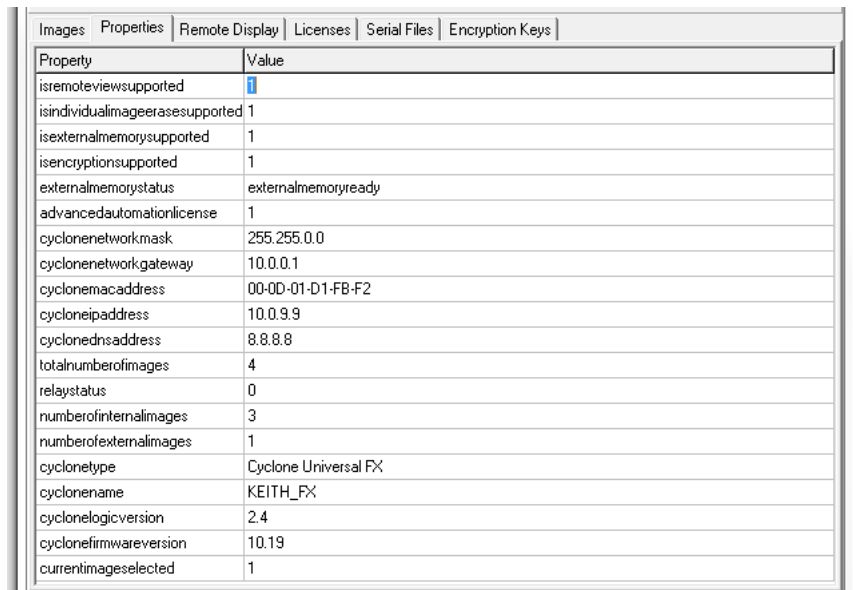 Images Properties Remote Display Licenses Serial Files Encryption Keys
Property Value
isremoteviewsupported 1
isindividualimageerasesupported 1
isexternalmemorysupported 1
isencryptionsupported 1
externalmemorystatus externalmemoryready
advancedautomationlicense 1
cyclonenetworkmask 255.255.0.0
cyclonenetworkgateway 10.0.0.1
cyclonemacaddress 00-0D-01-D1-FB-F2
cycloneipaddress 10.0.9.9
cyclonednsaddress 8.8.8.8
totalnumberofimages 4
relaystatus 0
numberofinternalimages 3
numberofexternalimages 1
cyclonetype Cyclone Universal FX
cyclonename KEITH_FX
cyclonelogicversion 2.4
cyclonefirmwareversion 10.19
currentimageselected 1